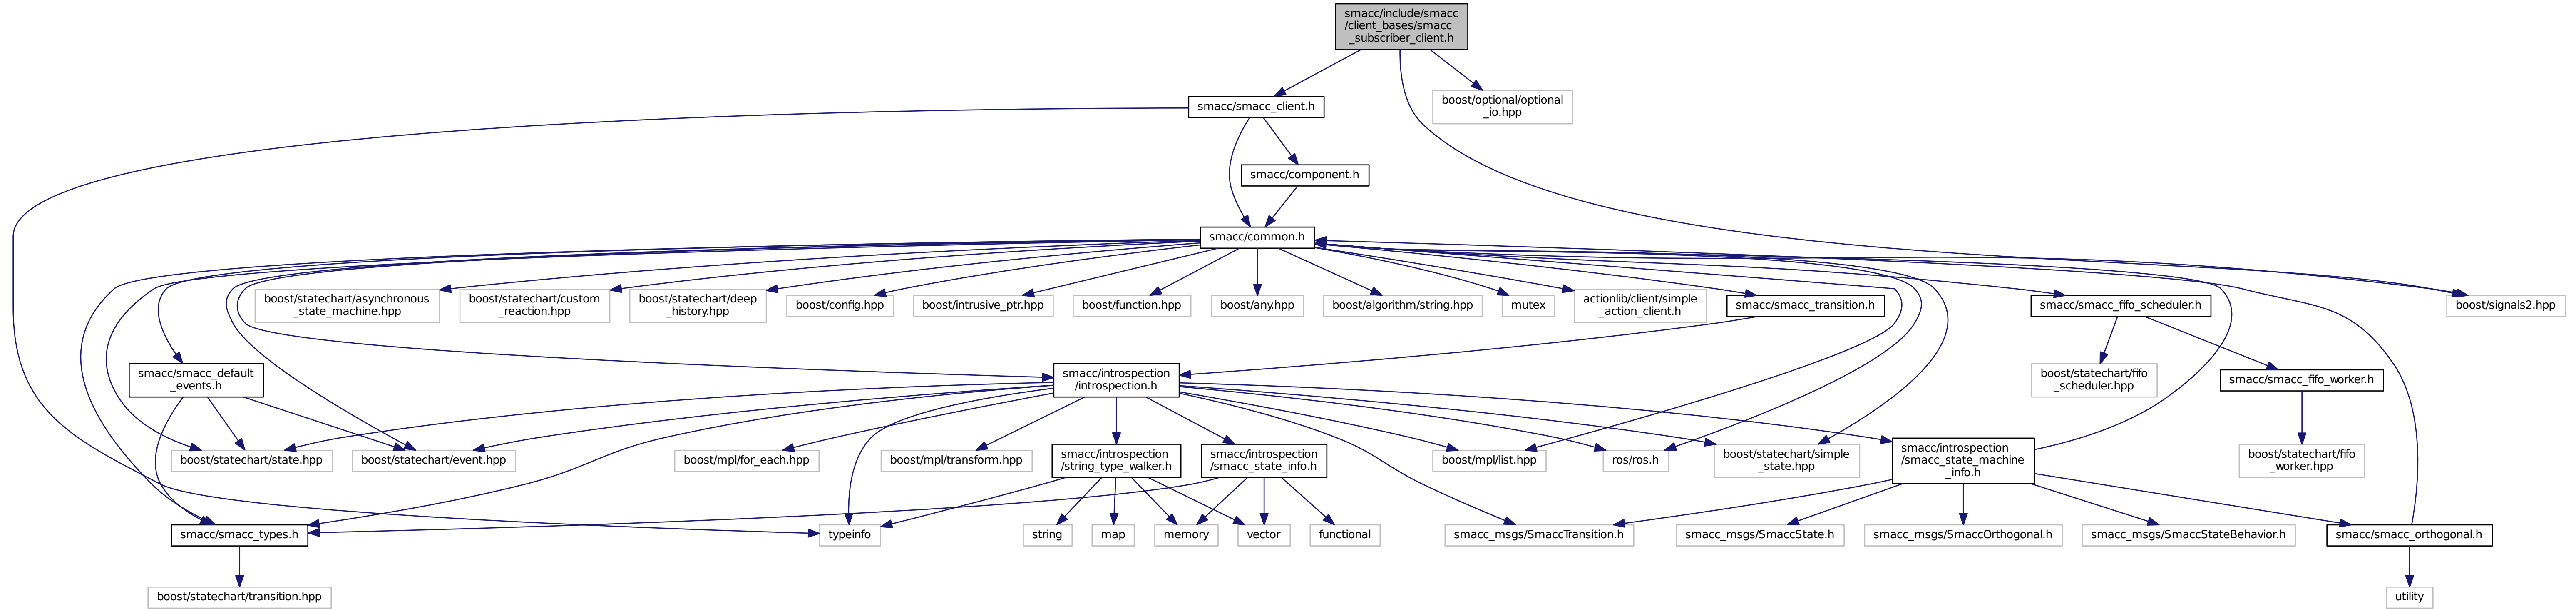 smacc/include/smacc
/client_bases/smacc
_subscriber_client.h
smacc/smacc_client.h
boost/optional/optional
_io.hpp
smacc/component.h
smacc/common.h
boost/statechart/asynchronous
_state_machine.hpp
boost/statechart/custom
_reaction.hpp
boost/statechart/deep
_history.hpp
boost/config.hpp
boost/intrusive_ptr.hpp
boost/function.hpp
boost/any.hpp
boost/algorithm/string.hpp
mutex
actionlib/client/simple
_action_client.h
smacc/smacc_transition.h
smacc/smacc_fifo_scheduler.h
boost/signals2.hpp
smacc/smacc_default
_events.h
smacc/introspection
/introspection.h
boost/statechart/fifo
_scheduler.hpp
smacc/smacc_fifo_worker.h
boost/statechart/state.hpp
boost/statechart/event.hpp
boost/mpl/for_each.hpp
boost/mpl/transform.hpp
smacc/introspection
/string_type_walker.h
smacc/introspection
/smacc_state_info.h
boost/mpl/list.hpp
ros/ros.h
boost/statechart/simple
_state.hpp
smacc/introspection
/smacc_state_machine
_info.h
boost/statechart/fifo
_worker.hpp
smacc/smacc_types.h
typeinfo
string
map
memory
vector
functional
smacc_msgs/SmaccTransition.h
smacc_msgs/SmaccState.h
smacc_msgs/SmaccOrthogonal.h
smacc_msgs/SmaccStateBehavior.h
smacc/smacc_orthogonal.h
boost/statechart/transition.hpp
utility